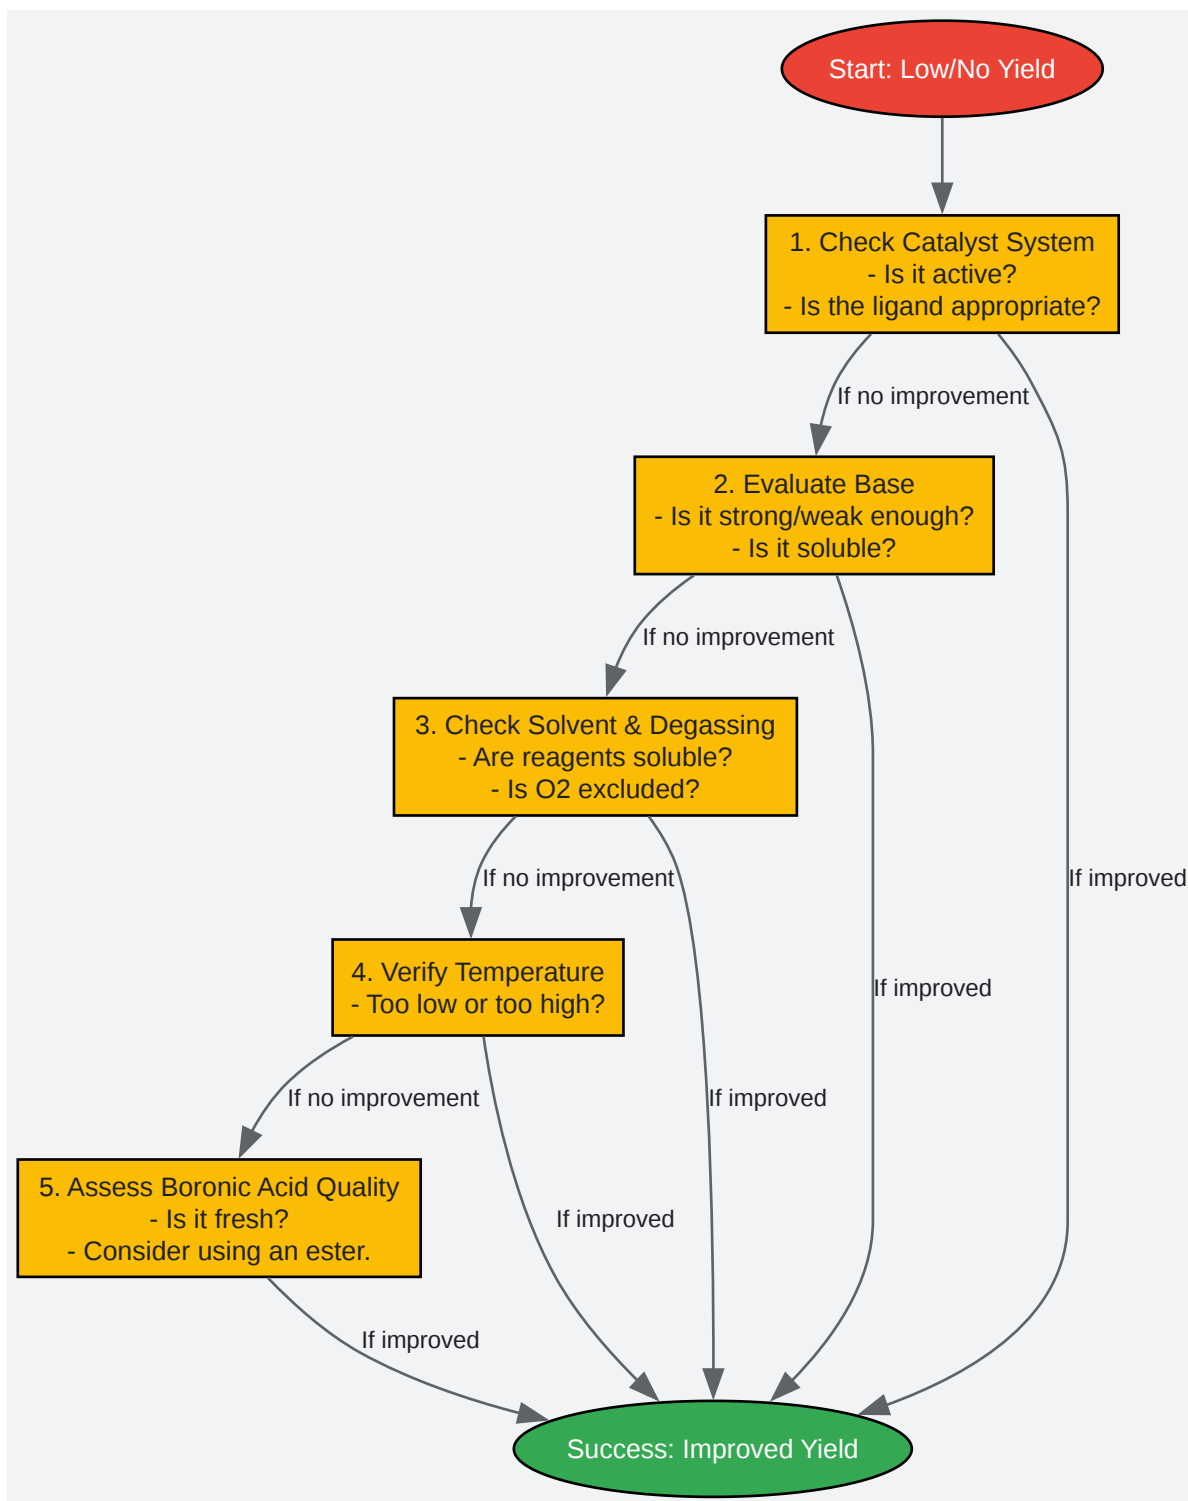 Start: Low/No Yield
1. Check Catalyst System
- Is it active?
- Is the ligand appropriate?
If no improvement
2. Evaluate Base
- Is it strong/weak enough?
- Is it soluble?
If no improvement
3. Check Solvent & Degassing
- Are reagents soluble?
- Is O2 excluded?
If no improvement
If improved
4. Verify Temperature
- Too low or too high?
If improved
If no improvement
If improved
5. Assess Boronic Acid Quality
- Is it fresh?
- Consider using an ester.
If improved
If improved
Success: Improved Yield